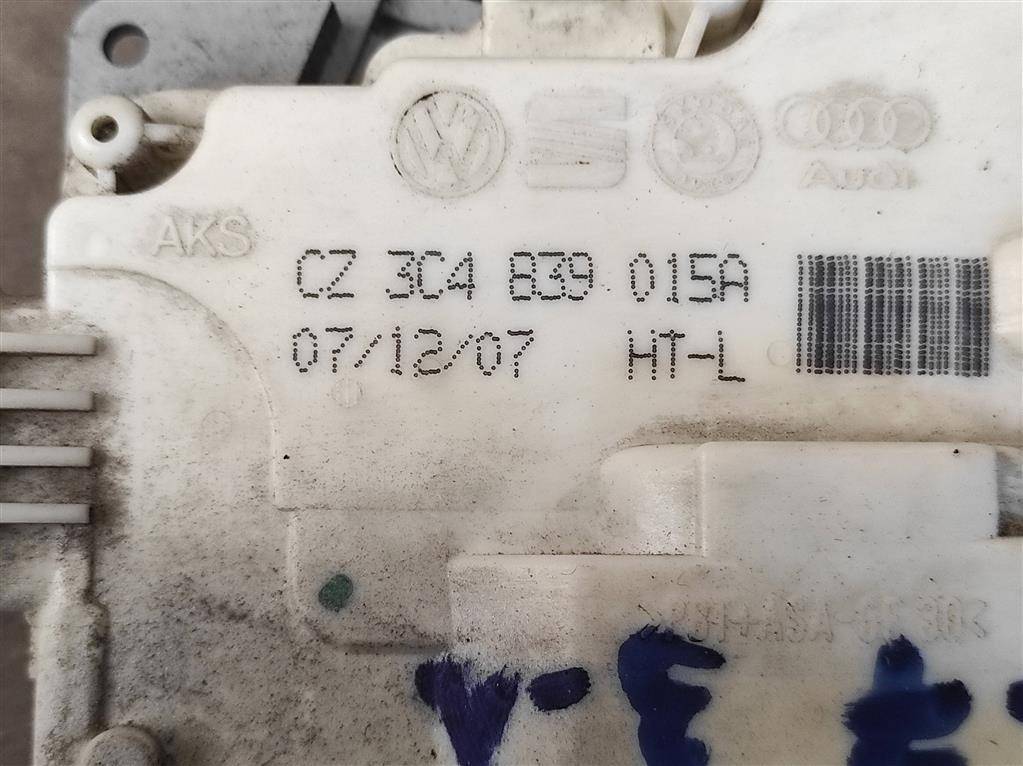 Audi
AKS
CZ 3C4 839 015A
07/12/07 HT-L